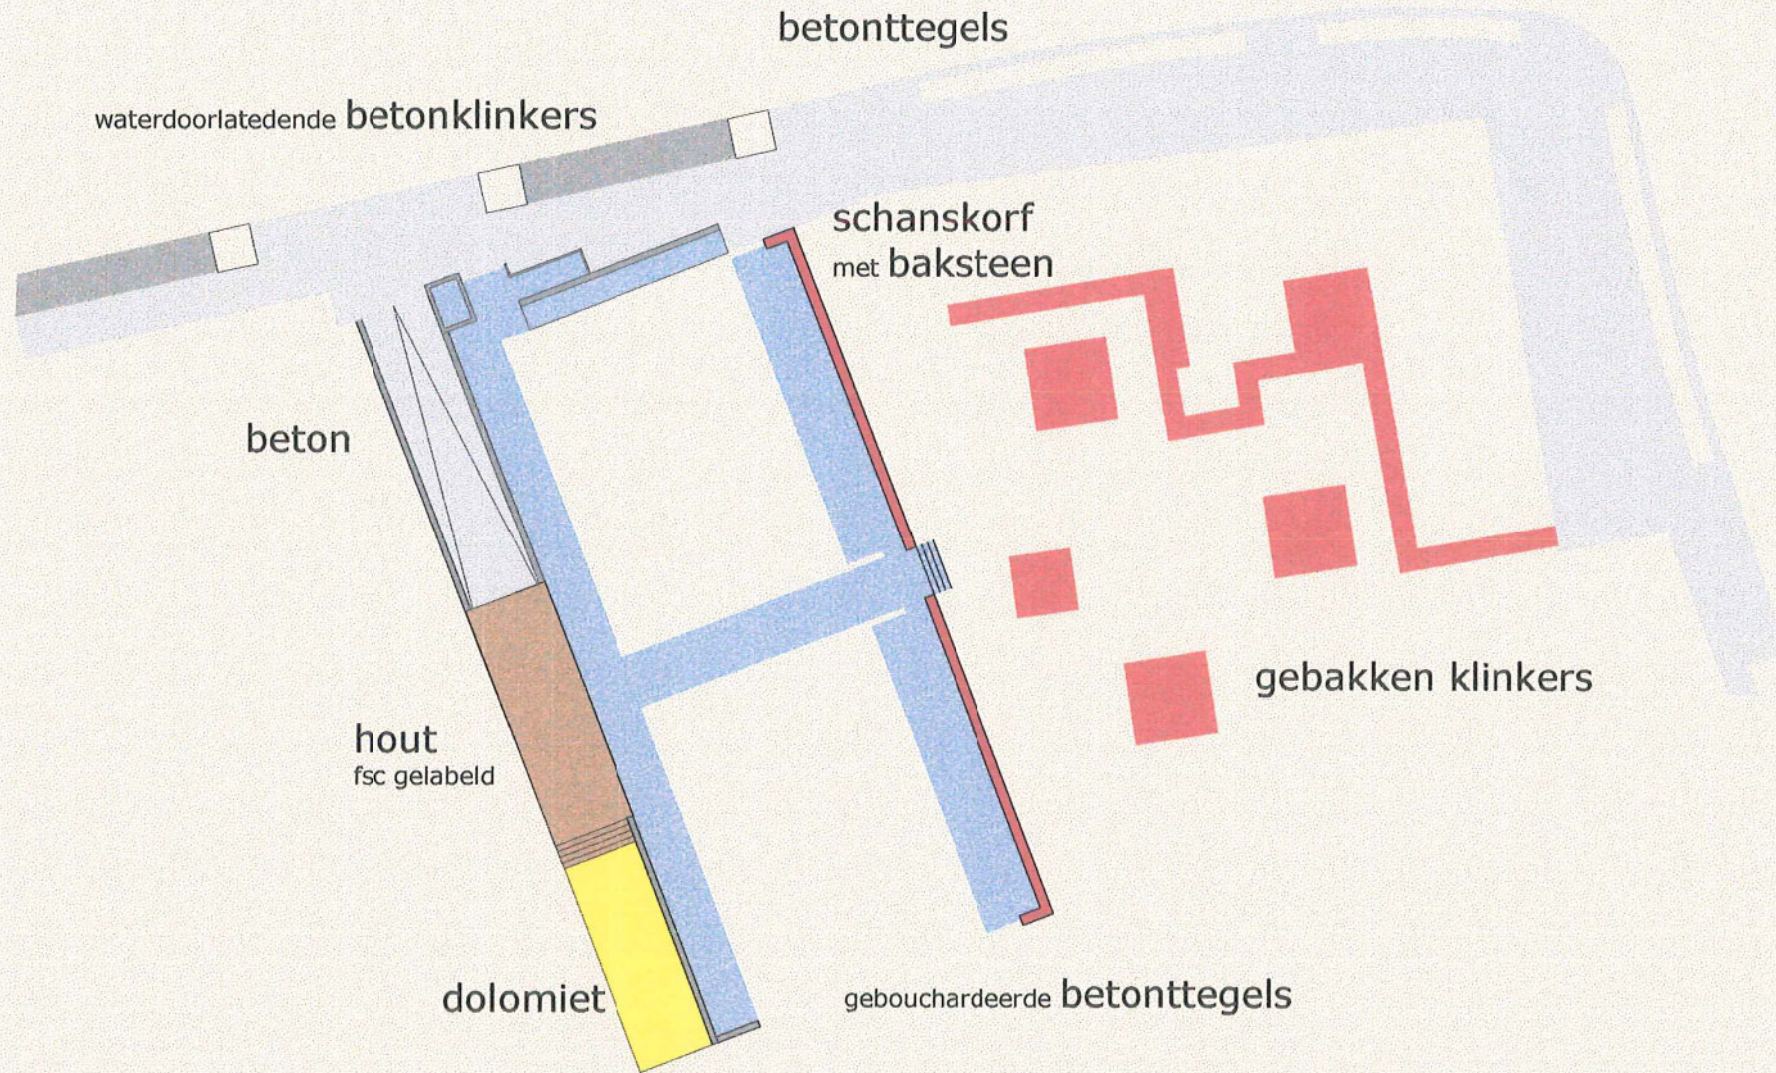 betonttegels
waterdoorlatedende betonklinkers
schanskorf
met baksteen
beton
gebakken klinkers
hout
fsc gelabeld
dolomiet
gebouchardeerde betonttegels